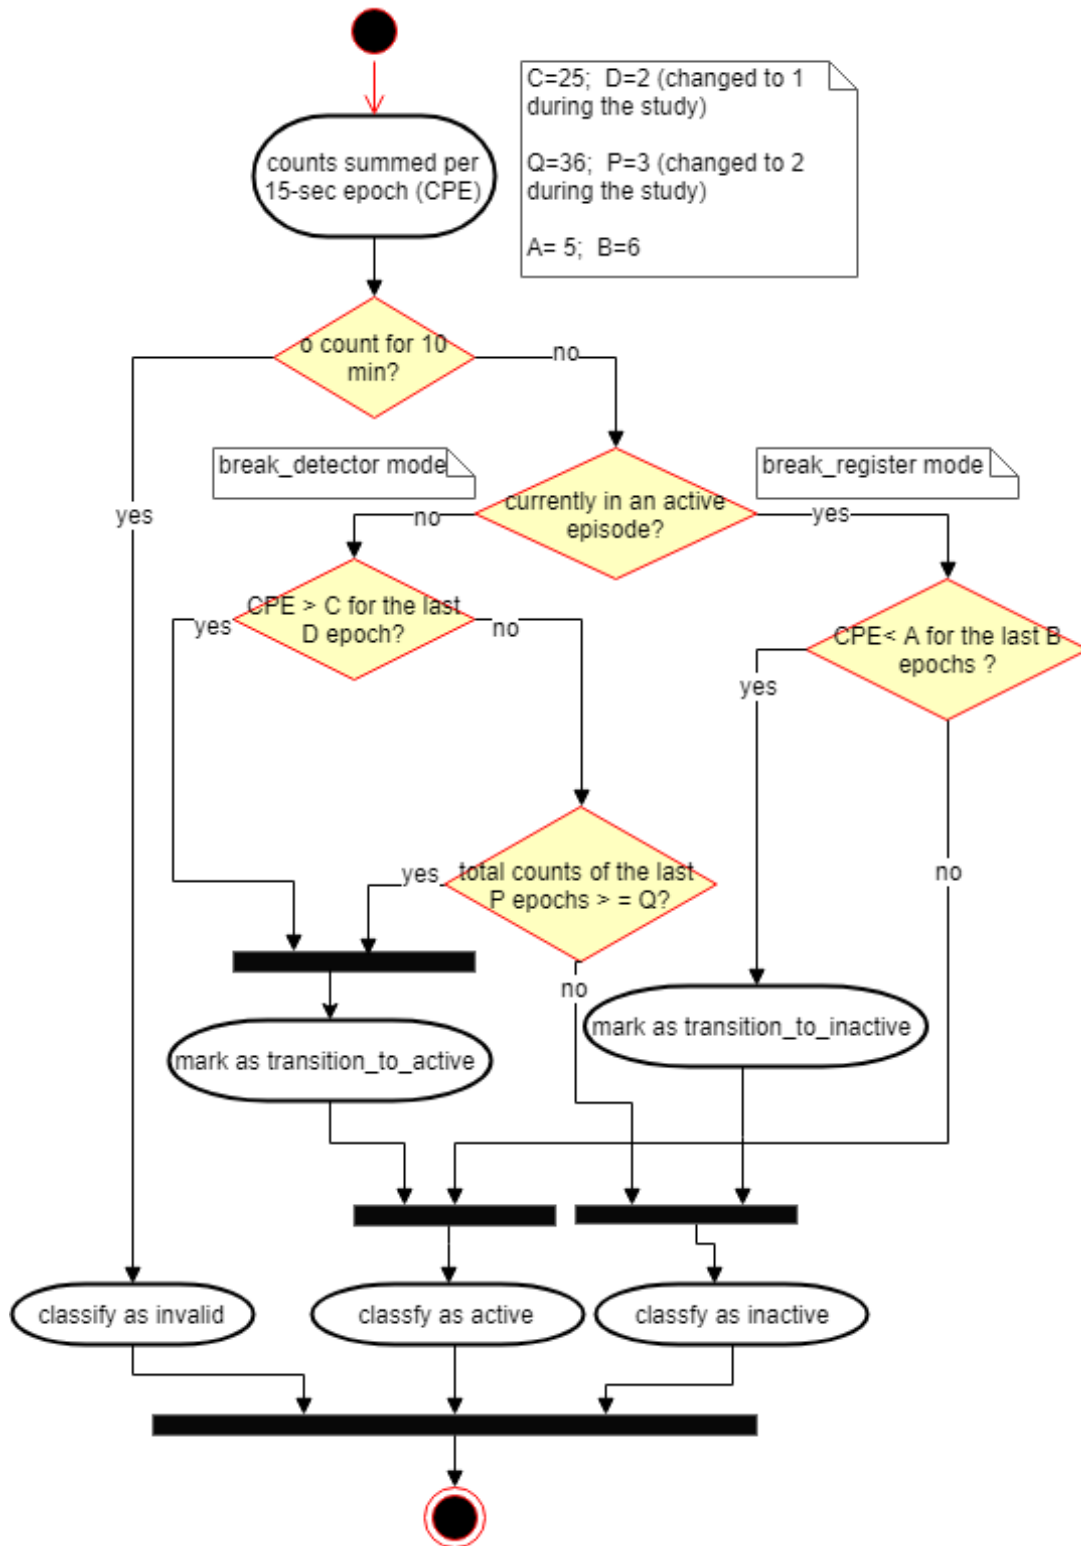 C=25;  D=2 (changed to 1
during the study)
Q=36;  P=3 (changed to 2
during the study)
A= 5;  B=6
counts summed per
15-sec epoch (CPE)
o count for 10
min?
no
yes
break_detector mode
break_register mode
currently in an active
episode?
no
yes
CPE > C for the last
D epoch?
yes
no
CPE< A for the last B
epochs ?
yes
no
total counts of the last
P epochs > = Q?
yes
no
mark as transition_to_active
mark as transition_to_inactive
classify as invalid
classfy as active
classfy as inactive